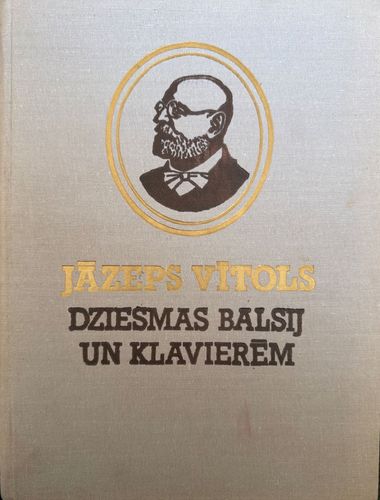 JĀZEPS VĪTOLS
DZIESMAS BALSIJ
UN KLAVIERĒM